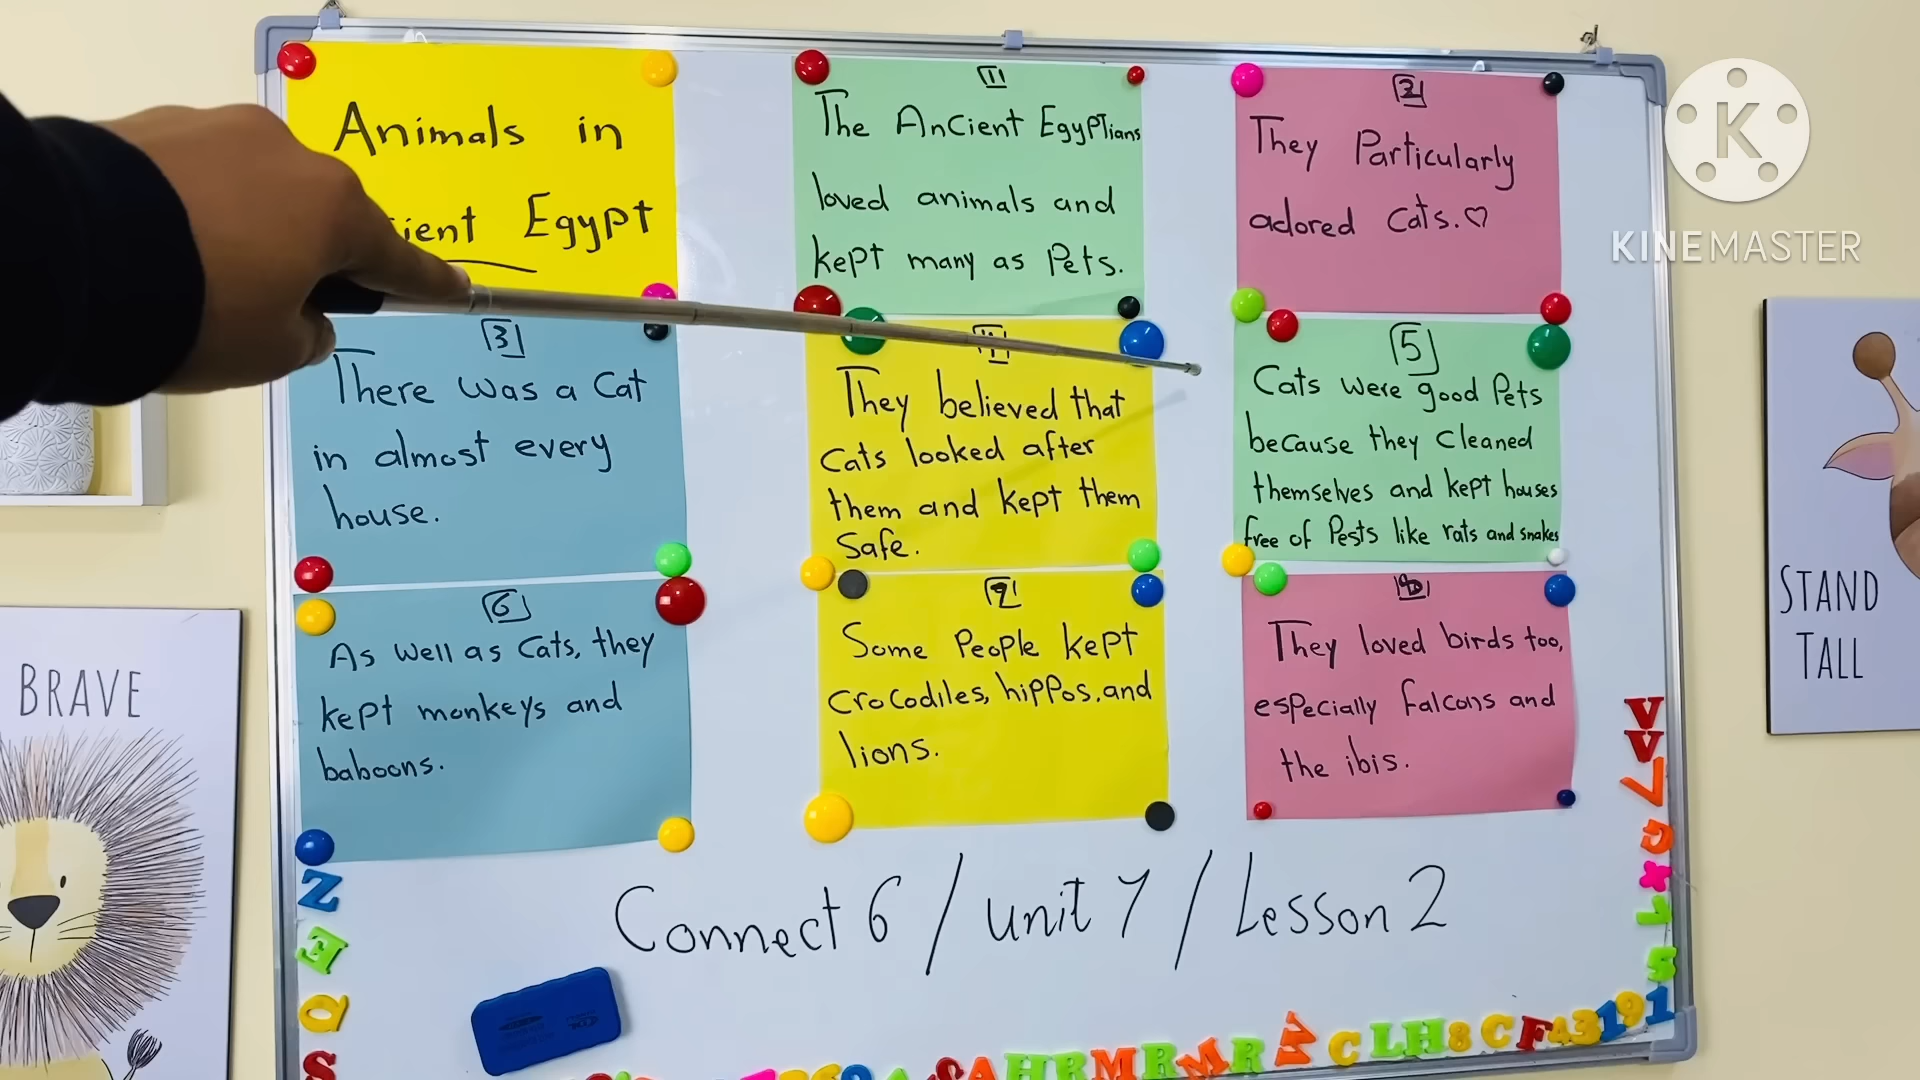 Animals in
Egypt
1
The Ancient Egyptians
loved animals and
kept many as Pets.
2
They Particularly
adored Cats.♡
3
There was a Cat
in almost every
house.
4
They believed that
Cats looked after
them and kept them
Safe.
5
Cats were good Pets
because they cleaned
themselves and kept houses
free of Pests like rats and snakes
6
As well as Cats, they
kept monkeys and
baboons.
7
Some People kept
Crocodiles, hippos, and
lions.
8
They loved birds too,
especially falcons and
the ibis.
Connect 6 / unit 7 / Lesson 2
K
KINEMASTER
BRAVE
STAND
TALL